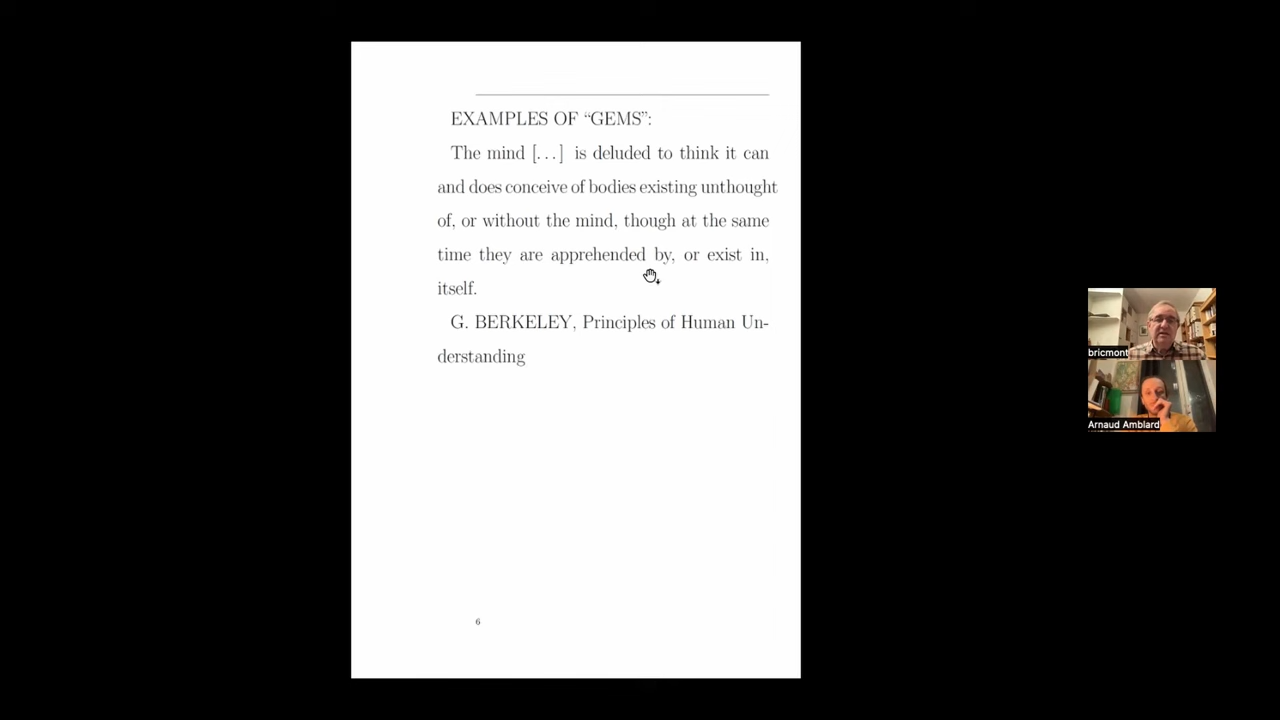 EXAMPLES OF “GEMS”:
The mind [...] is deluded to think it can
and does conceive of bodies existing unthought
of, or without the mind, though at the same
time they are apprehended by, or exist in,
itself.
G. BERKELEY, Principles of Human Un-
derstanding
6
bricmont
Arnaud Amblard